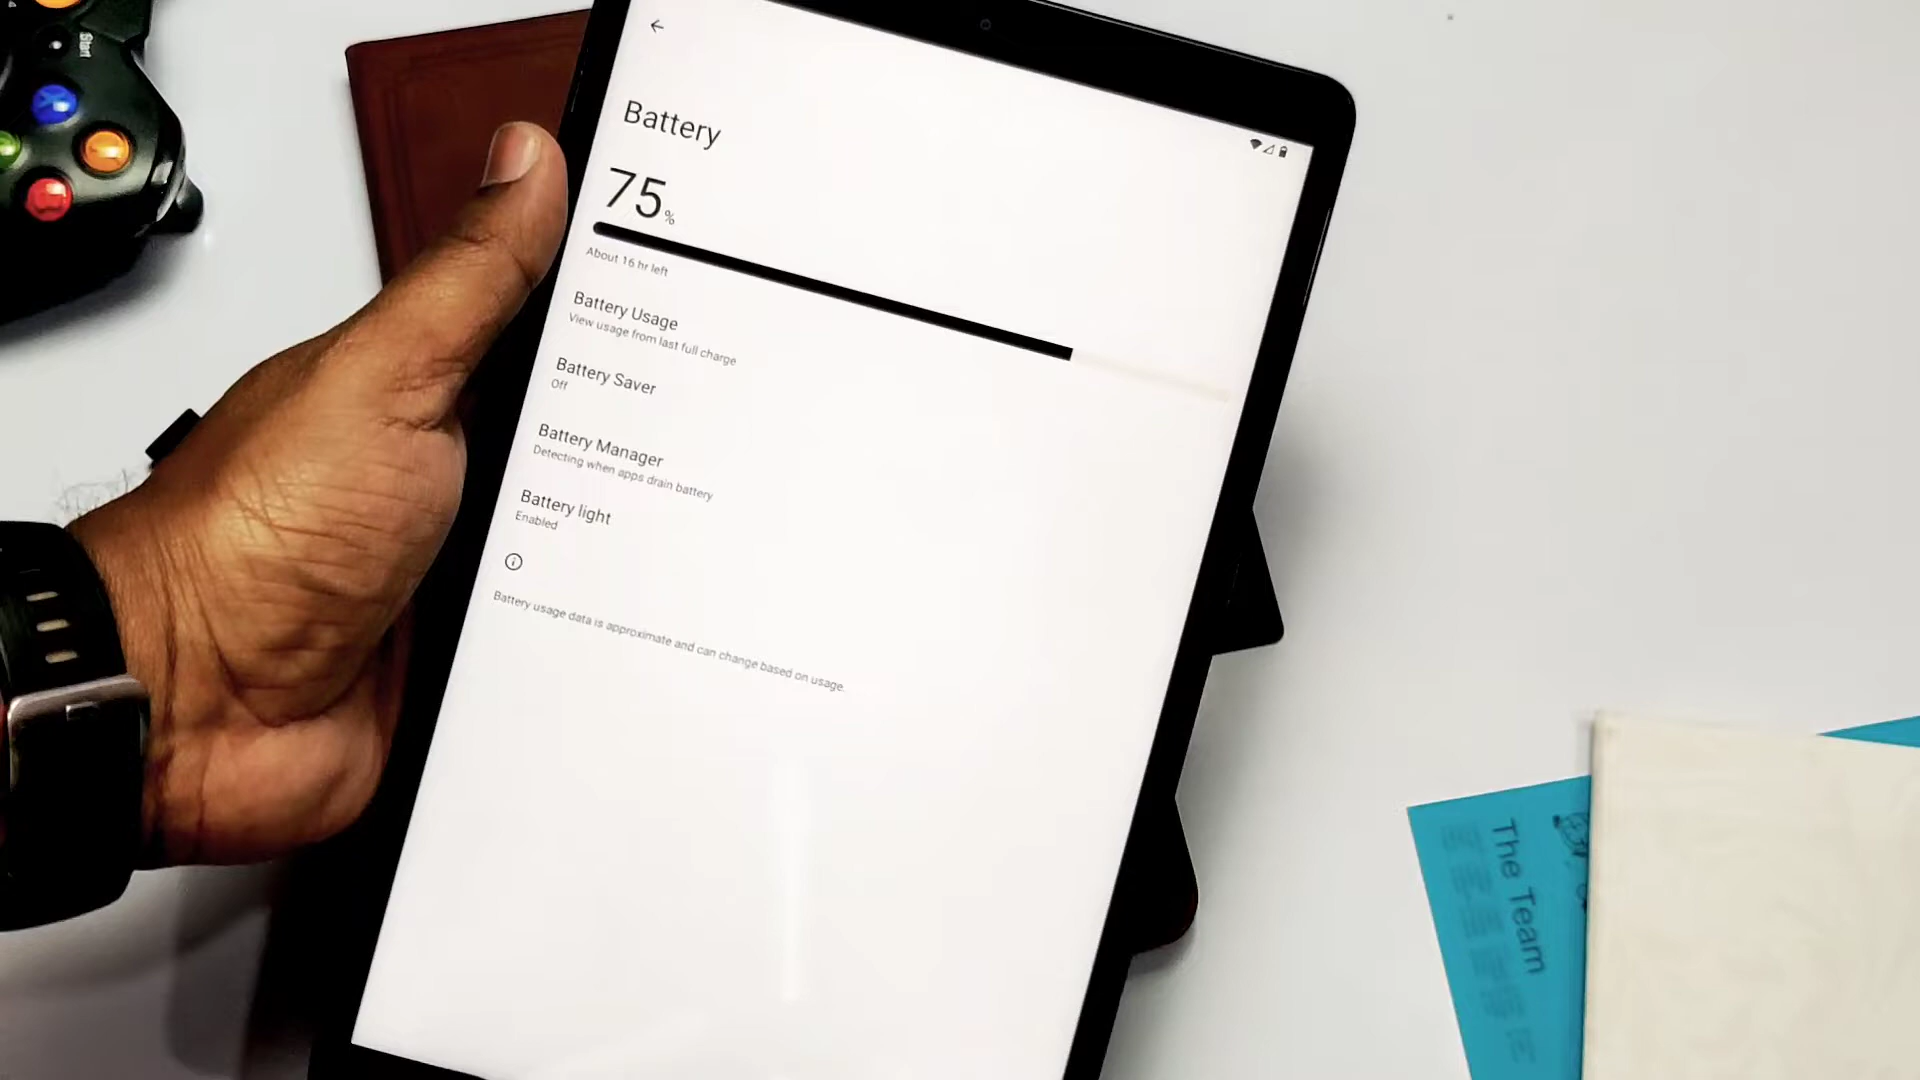 Start
Battery
75%
About 16 hr left
Battery Usage
View usage from last full charge
Battery Saver
Off
Battery Manager
Detecting when apps drain battery
Battery light
Enabled
Battery usage data is approximate and can change based on usage.
The Team